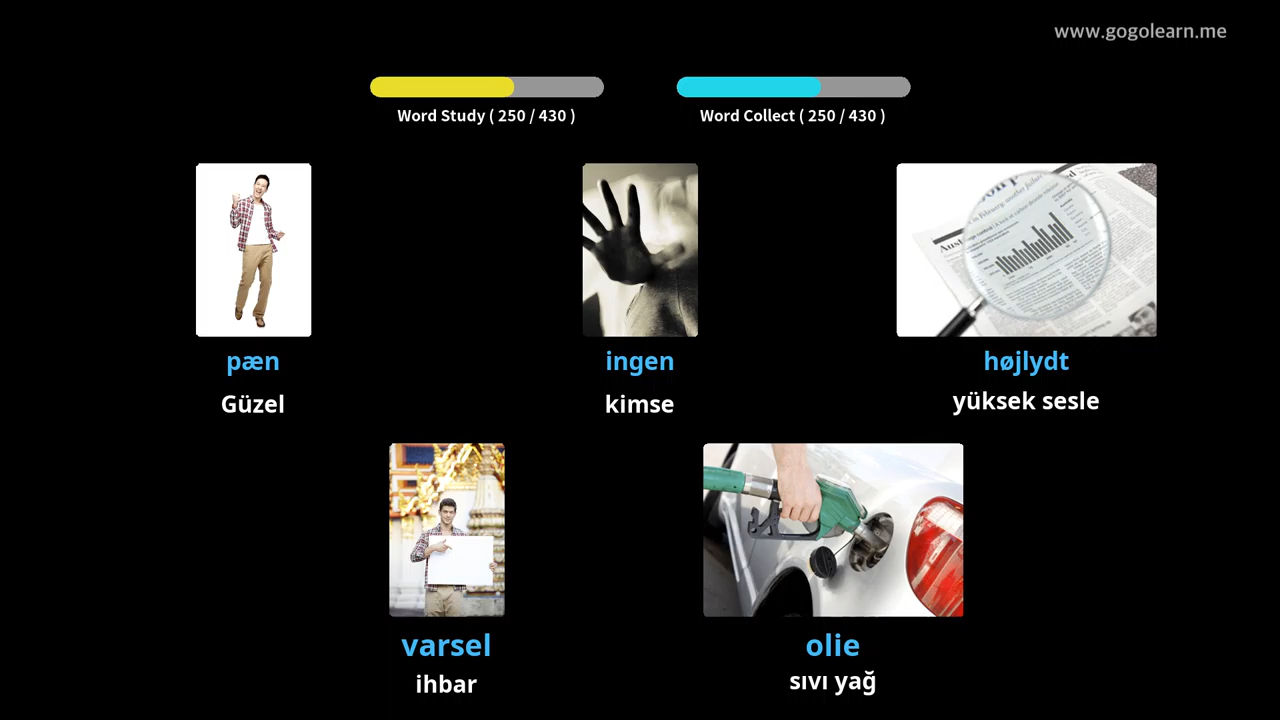 www.gogolearn.me
Word Study ( 250 / 430 )
Word Collect ( 250 / 430 )
pæn
ingen
højlydt
Güzel
kimse
yüksek sesle
varsel
olie
ihbar
sıvı yağ